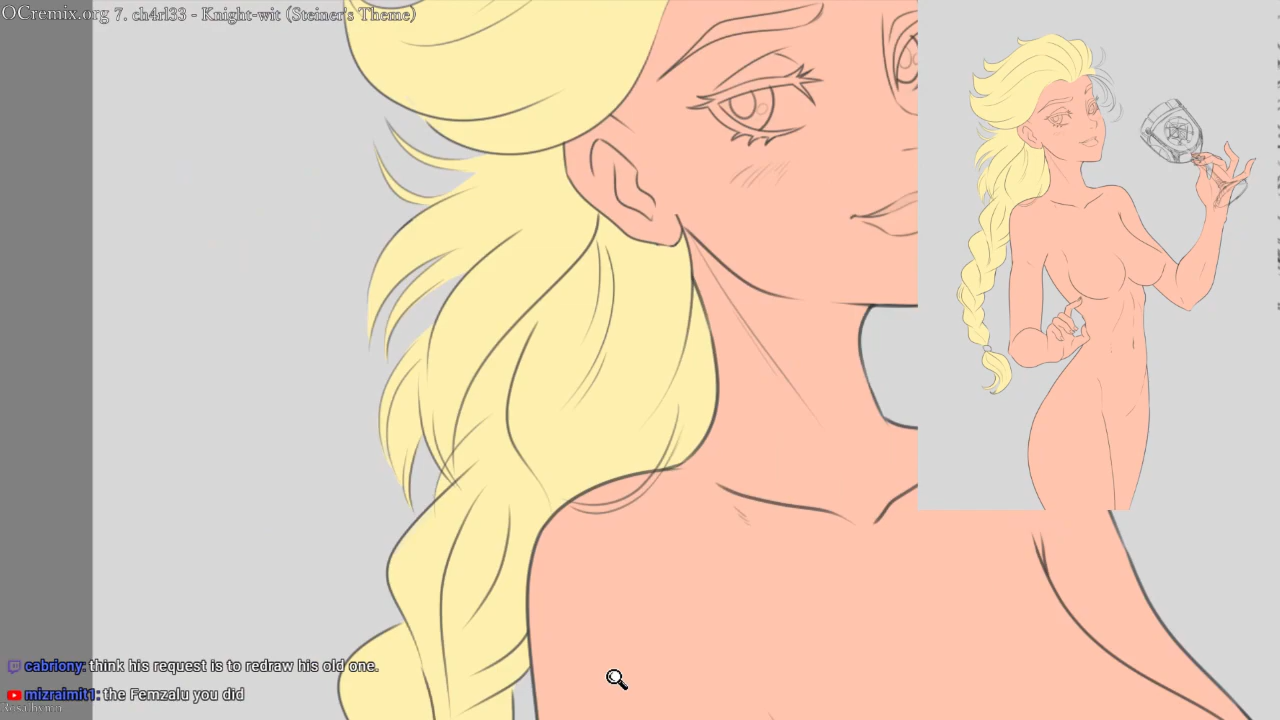 OCremix.org 7. ch4rl33 - Knight-wit (Steiner's Theme)
cabriony: think his request is to redraw his old one.
mizraimit1: the Femzalu you did